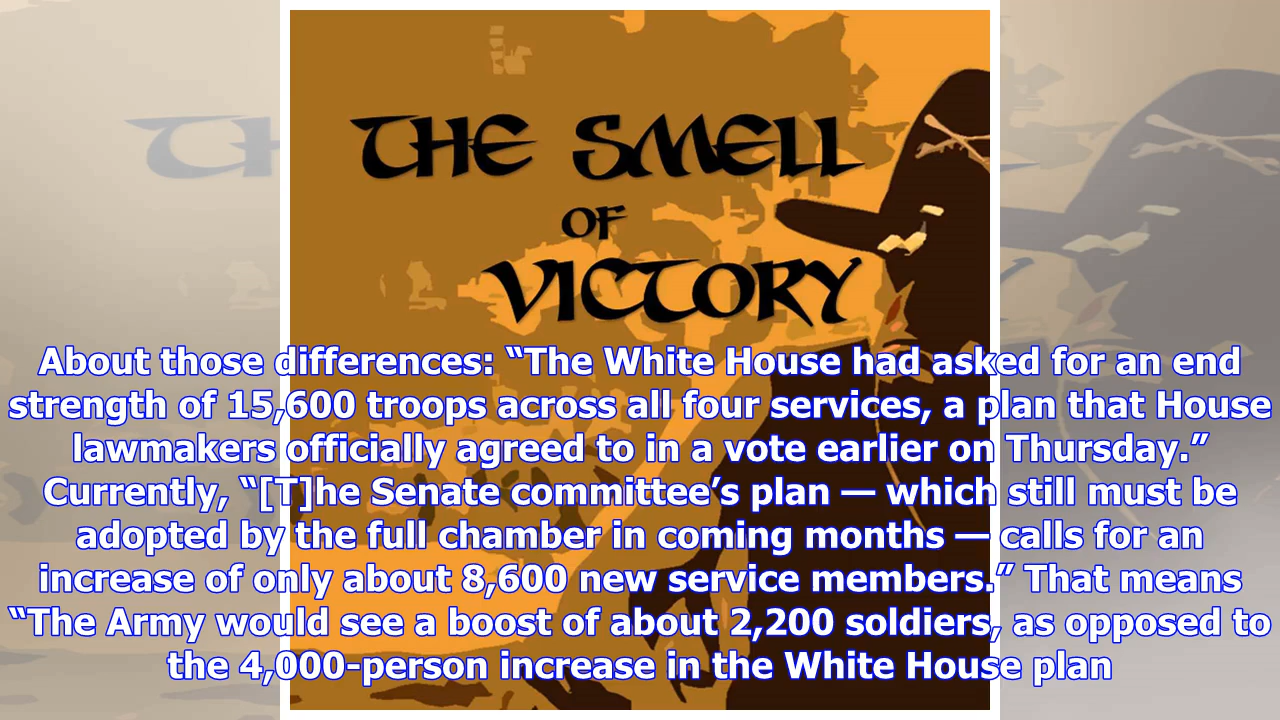 THE SMELL
OF
VICTORY
About those differences: “The White House had asked for an end
strength of 15,600 troops across all four services, a plan that House
lawmakers officially agreed to in a vote earlier on Thursday.”
Currently, “[T]he Senate committee’s plan — which still must be
adopted by the full chamber in coming months — calls for an
increase of only about 8,600 new service members.” That means
“The Army would see a boost of about 2,200 soldiers, as opposed to
the 4,000-person increase in the White House plan